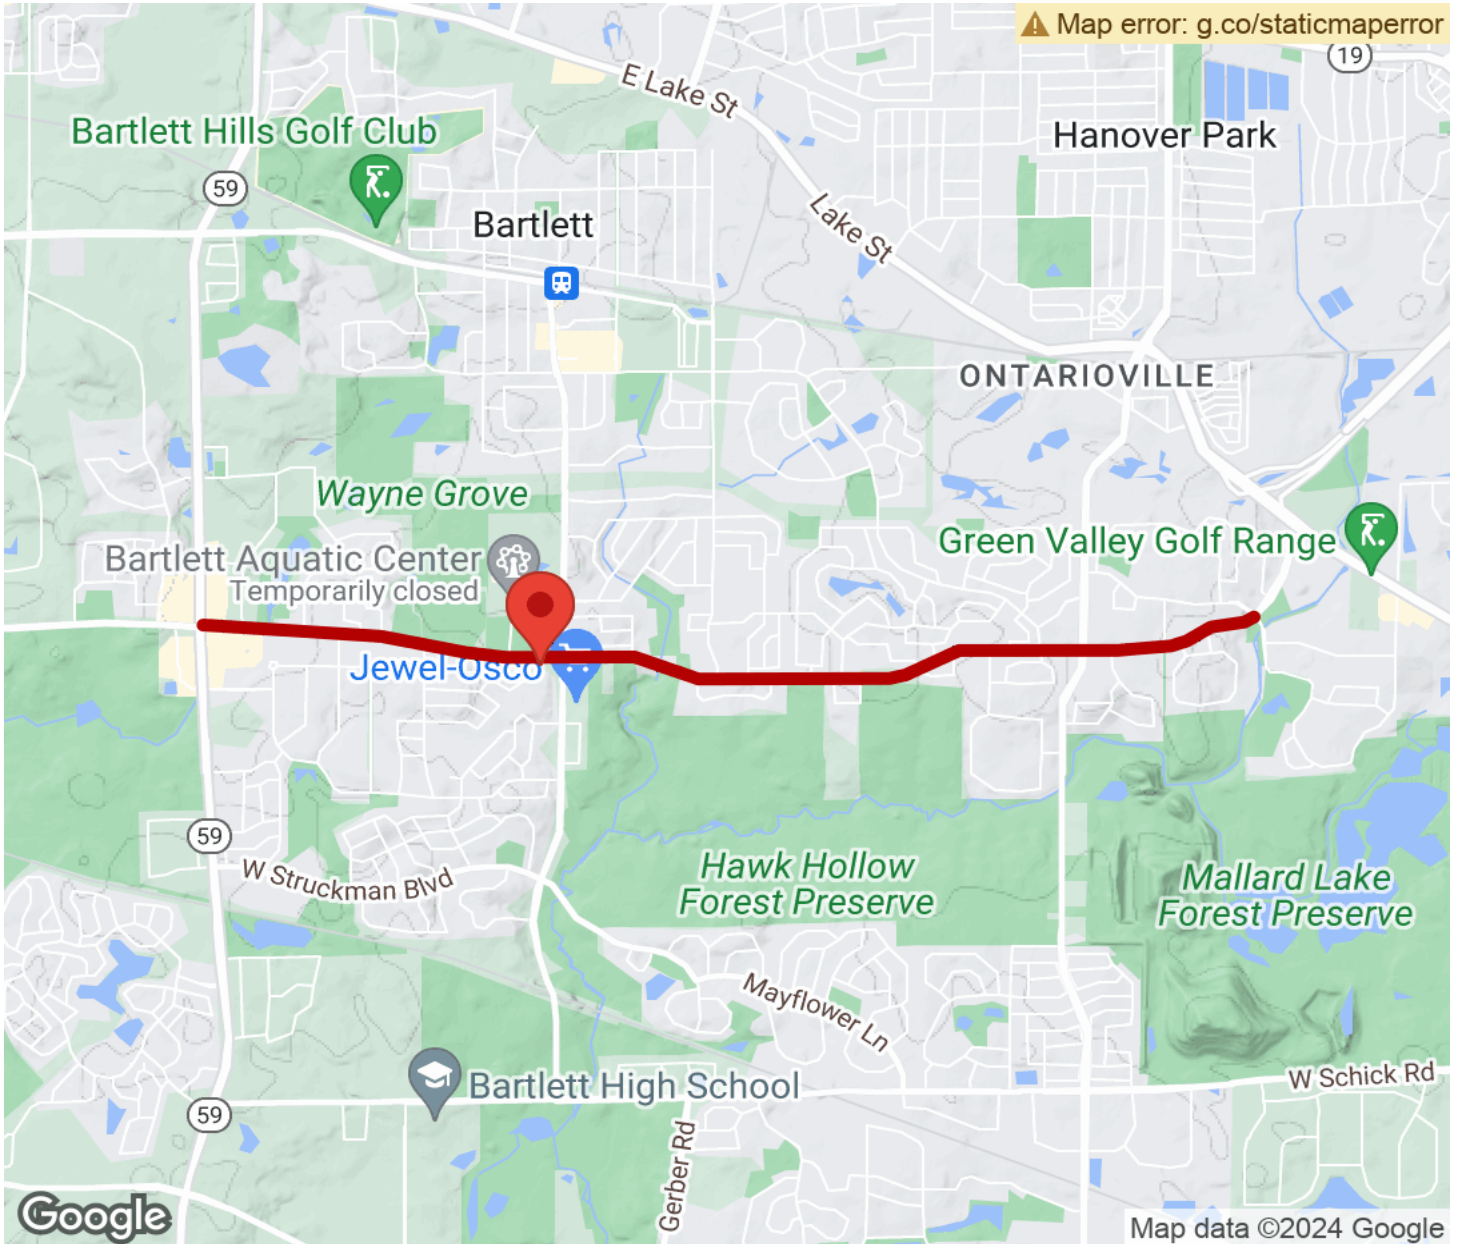 Map error: g.co/staticmaperror
19
E Lake St
Hanover Park
Bartlett Hills Golf Club
59
Bartlett
Lake St
ONTARIOVILLE
Wayne Grove
Green Valley Golf Range
Bartlett Aquatic Center
Temporarily closed
Jewel-Osco
59
W Struckman Blvd
Hawk Hollow
Forest Preserve
Mallard Lake
Forest Preserve
Mayflower Ln
Bartlett High School
W Schick Rd
59
Gerber Rd
Google
Map data ©2024 Google